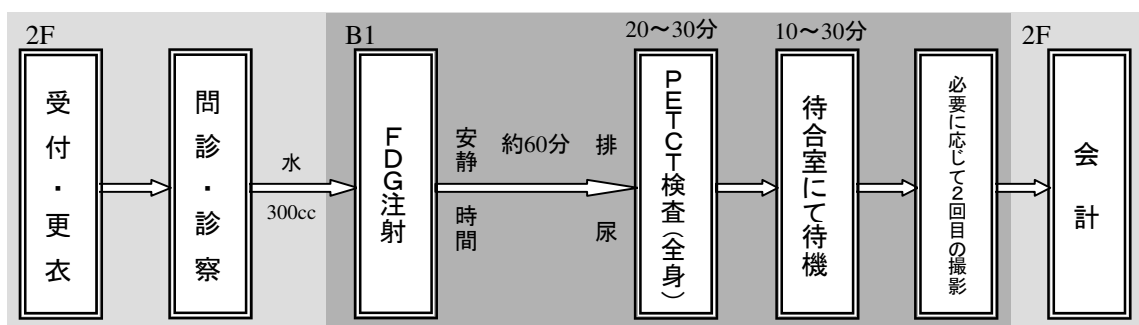 2F
受付・更衣
問診・診察
水
300cc
B1
FDG注射
安静時間
約60分
排尿
20～30分
PETCT検査(全身)
10～30分
待合室にて待機
必要に応じて2回目の撮影
2F
会計